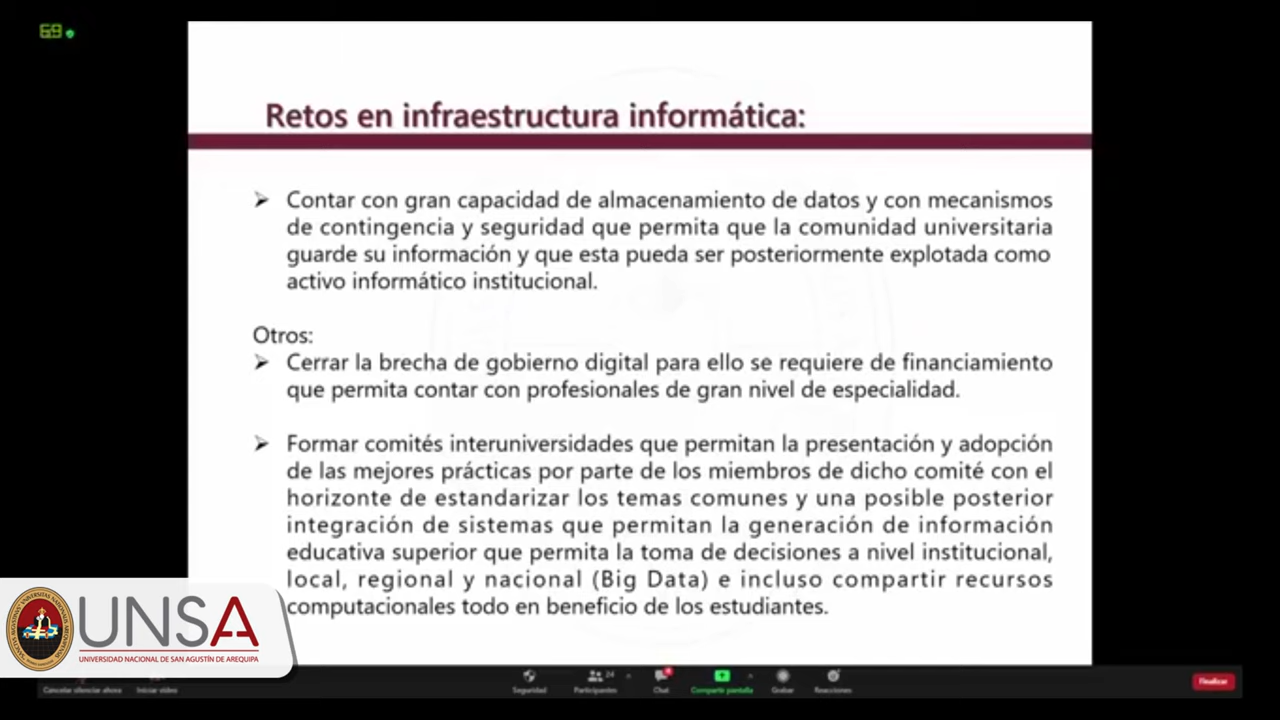 69
Retos en infraestructura informática:
➢ Contar con gran capacidad de almacenamiento de datos y con mecanismos
de contingencia y seguridad que permita que la comunidad universitaria
guarde su información y que esta pueda ser posteriormente explotada como
activo informático institucional.
Otros:
➢ Cerrar la brecha de gobierno digital para ello se requiere de financiamiento
que permita contar con profesionales de gran nivel de especialidad.
➢ Formar comités interuniversidades que permitan la presentación y adopción
de las mejores prácticas por parte de los miembros de dicho comité con el
horizonte de estandarizar los temas comunes y una posible posterior
integración de sistemas que permitan la generación de información
educativa superior que permita la toma de decisiones a nivel institucional,
local, regional y nacional (Big Data) e incluso compartir recursos
computacionales todo en beneficio de los estudiantes.
UNSA
UNIVERSIDAD NACIONAL DE SAN AGUSTÍN DE AREQUIPA
Cancelar silenciar ahora Iniciar video Seguridad Participantes 24 Chat Compartir pantalla Grabar Reacciones Finalizar